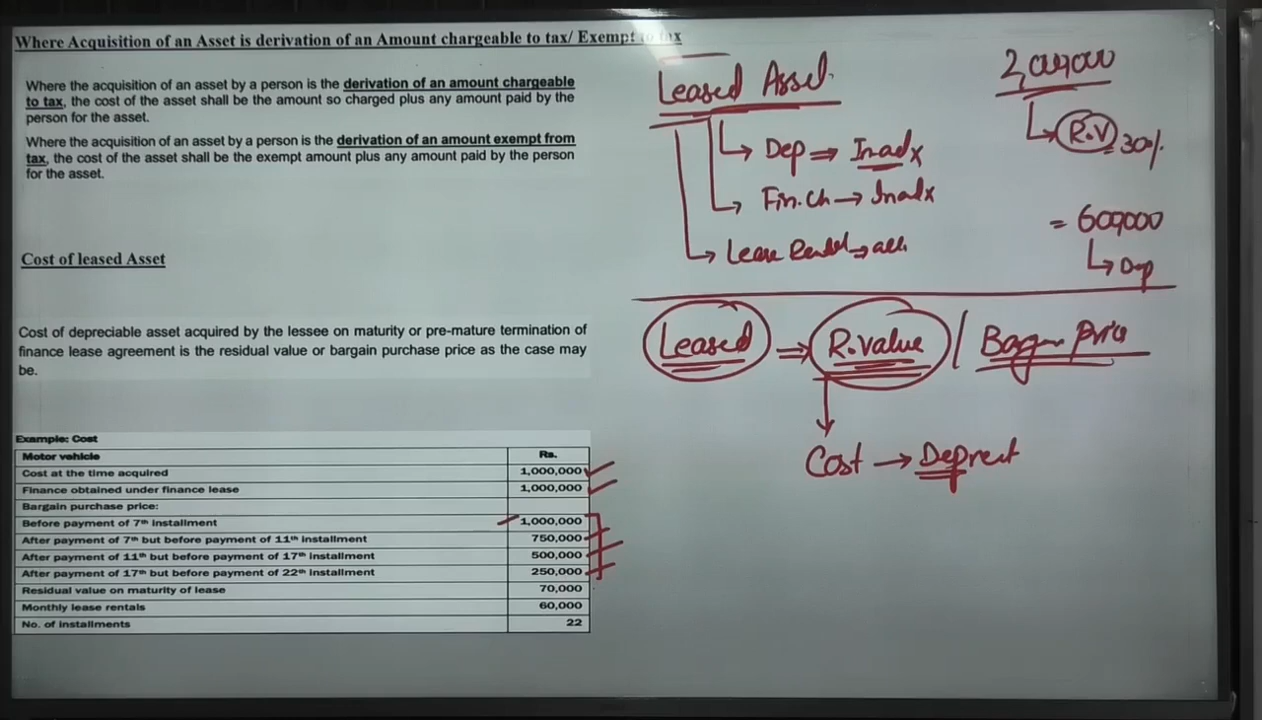 Where Acquisition of an Asset is derivation of an Amount chargeable to tax/ Exempt to tax
Where the acquisition of an asset by a person is the derivation of an amount chargeable
to tax, the cost of the asset shall be the amount so charged plus any amount paid by the
person for the asset.
Where the acquisition of an asset by a person is the derivation of an amount exempt from
tax, the cost of the asset shall be the exempt amount plus any amount paid by the person
for the asset.
Cost of leased Asset
Cost of depreciable asset acquired by the lessee on maturity or pre-mature termination of
finance lease agreement is the residual value or bargain purchase price as the case may
be.
Example: Cost
Motor vehicle Rs.
Cost at the time acquired 1,000,000
Finance obtained under finance lease 1,000,000
Bargain purchase price:
Before payment of 7th installment 1,000,000
After payment of 7th but before payment of 11th installment 750,000
After payment of 11th but before payment of 17th installment 500,000
After payment of 17th but before payment of 22th installment 250,000
Residual value on maturity of lease 70,000
Monthly lease rentals 60,000
No. of installments 22
Leased Asset
Dep ⇒ Inadx
Fin.Ch → Inadx
Lease Rental ⇒ all
2,000,000
R.V = 30%
= 600,000
Dep
Leased ⇒ R.value / Price
Cost →